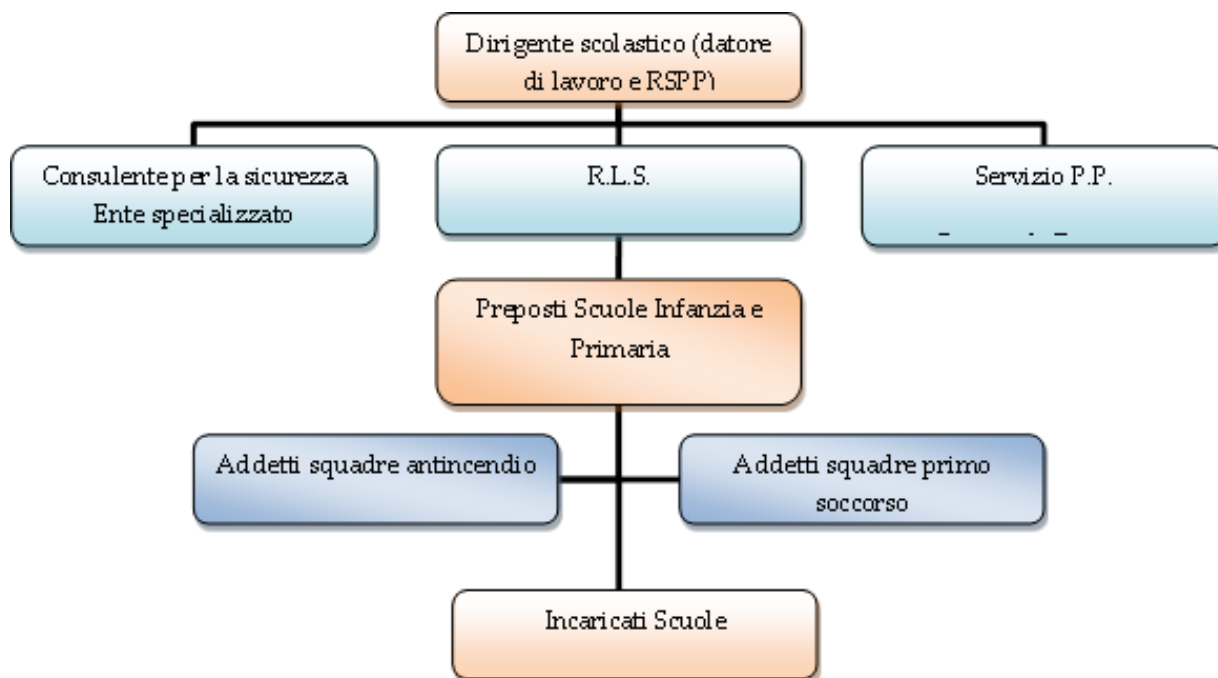 Dirigente scolastico (datore
di lavoro e RSPP)
Consulente per la sicurezza
Ente specializzato
R.L.S.
Servizio P.P.
Preposti Scuole Infanzia e
Primaria
Addetti squadre antincendio
Addetti squadre primo
soccorso
Incaricati Scuole